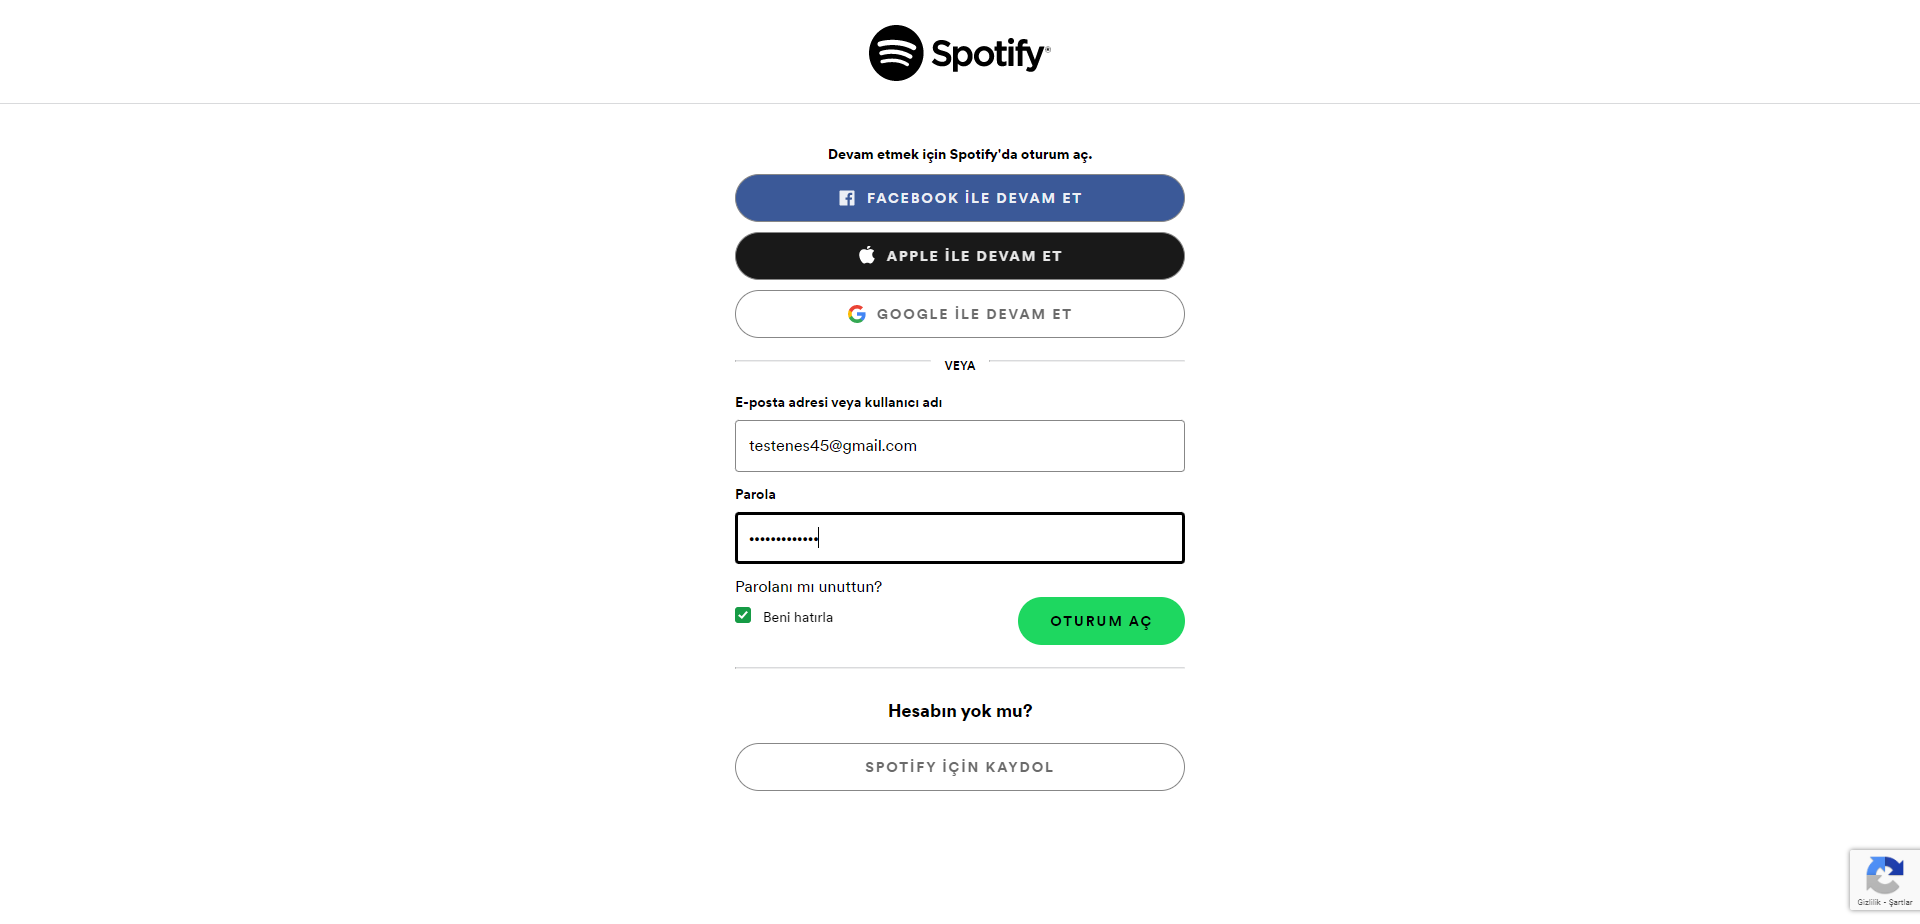 Spotify®
Devam etmek için Spotify'da oturum aç.
FACEBOOK İLE DEVAM ET
APPLE İLE DEVAM ET
GOOGLE İLE DEVAM ET
VEYA
E-posta adresi veya kullanıcı adı
testenes45@gmail.com
Parola
•••••••••••••
Parolanı mı unuttun?
Beni hatırla
OTURUM AÇ
Hesabın yok mu?
SPOTİFY İÇİN KAYDOL
Gizlilik - Şartlar